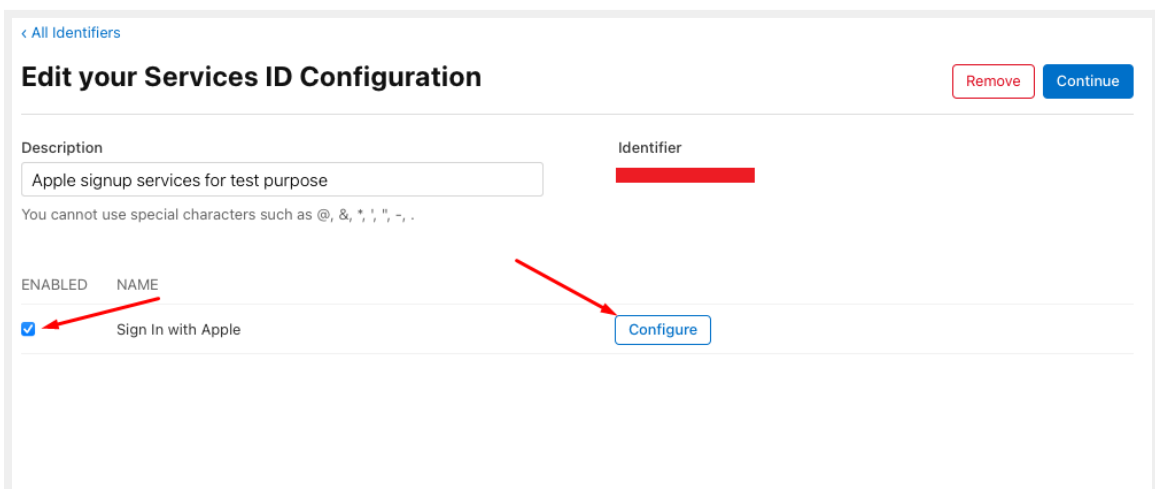 ‹ All Identifiers
Edit your Services ID Configuration
Remove
Continue
Description
Identifier
Apple signup services for test purpose
You cannot use special characters such as @, &, *, ', ", -, .
ENABLED NAME
Sign In with Apple
Configure